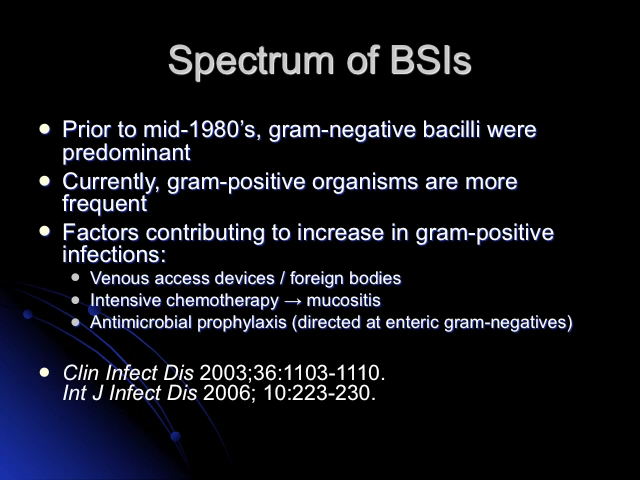 Spectrum of BSIs
Prior to mid-1980’s, gram-negative bacilli were
predominant
Currently, gram-positive organisms are more
frequent
Factors contributing to increase in gram-positive
infections:
Venous access devices / foreign bodies
Intensive chemotherapy → mucositis
Antimicrobial prophylaxis (directed at enteric gram-negatives)
Clin Infect Dis 2003;36:1103-1110.
Int J Infect Dis 2006; 10:223-230.